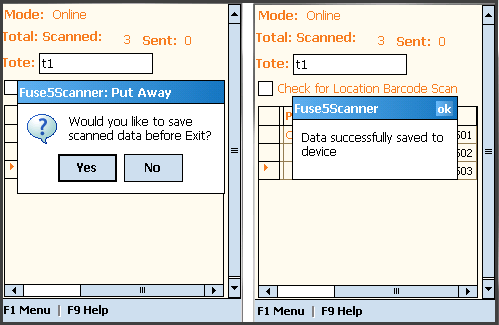 Mode: Online
Total: Scanned: 3 Sent: 0
Tote: t1
Fuse5Scanner: Put Away
Would you like to save
scanned data before Exit?
Yes No
F1 Menu | F9 Help
Mode: Online
Total: Scanned: 3 Sent: 0
Tote: t1
Check for Location Barcode Scan
Fuse5Scanner ok
Data successfully saved to
device
501
502
503
F1 Menu | F9 Help